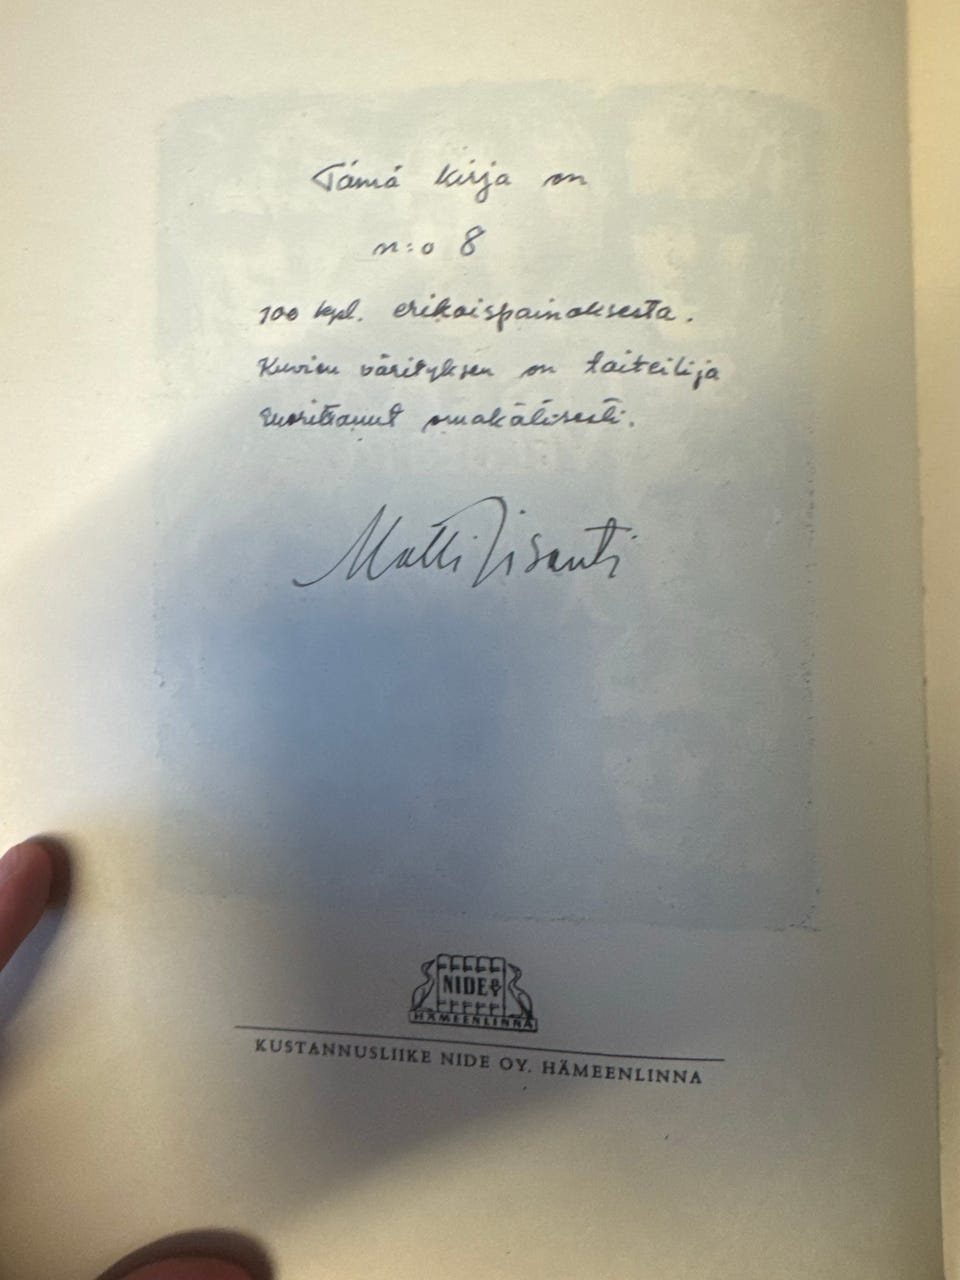 Tämä kirja on
n:o 8
100 kpl. erikoispainoksesta.
Kuvien värityksen on taiteilija
suorittanut omakätisesti.
Matti Visanti
NIDE OY
HÄMEENLINNA
KUSTANNUSLIIKE NIDE OY. HÄMEENLINNA